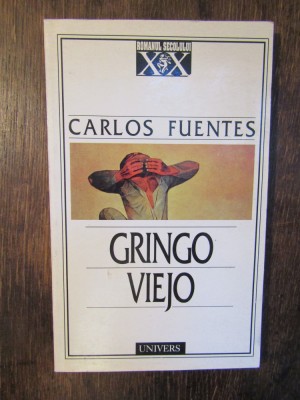 ROMANUL SECOLULUI
XX
CARLOS FUENTES
GRINGO
VIEJO
UNIVERS